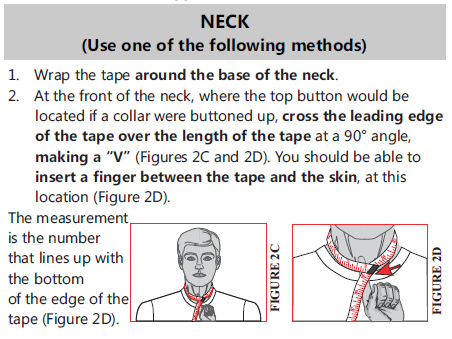 NECK
(Use one of the following methods)
1. Wrap the tape around the base of the neck.
2. At the front of the neck, where the top button would be
located if a collar were buttoned up, cross the leading edge
of the tape over the length of the tape at a 90° angle,
making a “V” (Figures 2C and 2D). You should be able to
insert a finger between the tape and the skin, at this
location (Figure 2D).
The measurement
is the number
that lines up with
the bottom
of the edge of the
tape (Figure 2D).
FIGURE 2C
FIGURE 2D